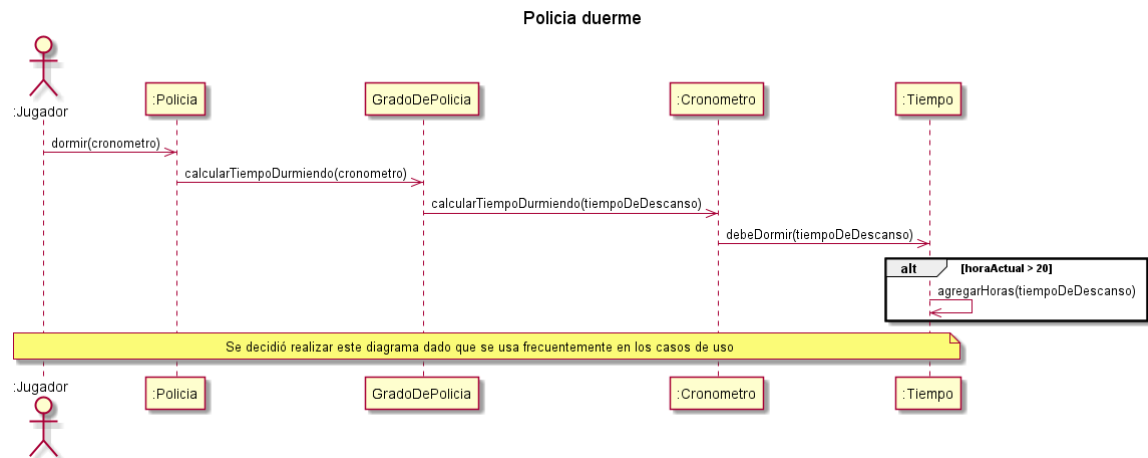 Policia duerme
:Jugador
:Policia
GradoDePolicia
:Cronometro
:Tiempo
dormir(cronometro)
calcularTiempoDurmiendo(cronometro)
calcularTiempoDurmiendo(tiempoDeDescanso)
debeDormir(tiempoDeDescanso)
alt
[horaActual > 20]
agregarHoras(tiempoDeDescanso)
Se decidió realizar este diagrama dado que se usa frecuentemente en los casos de uso
:Jugador
:Policia
GradoDePolicia
:Cronometro
:Tiempo